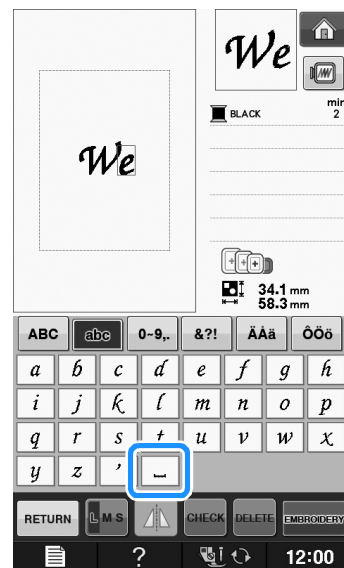 We
We
min
BLACK 2
34.1 mm
58.3 mm
ABC abc 0~9,. &?! ÄÅä ÔÖö
a b c d e f g h
i j k l m n o p
q r s t u v w x
y z ' ␣
RETURN L M S CHECK DELETE EMBROIDERY
? 12:00